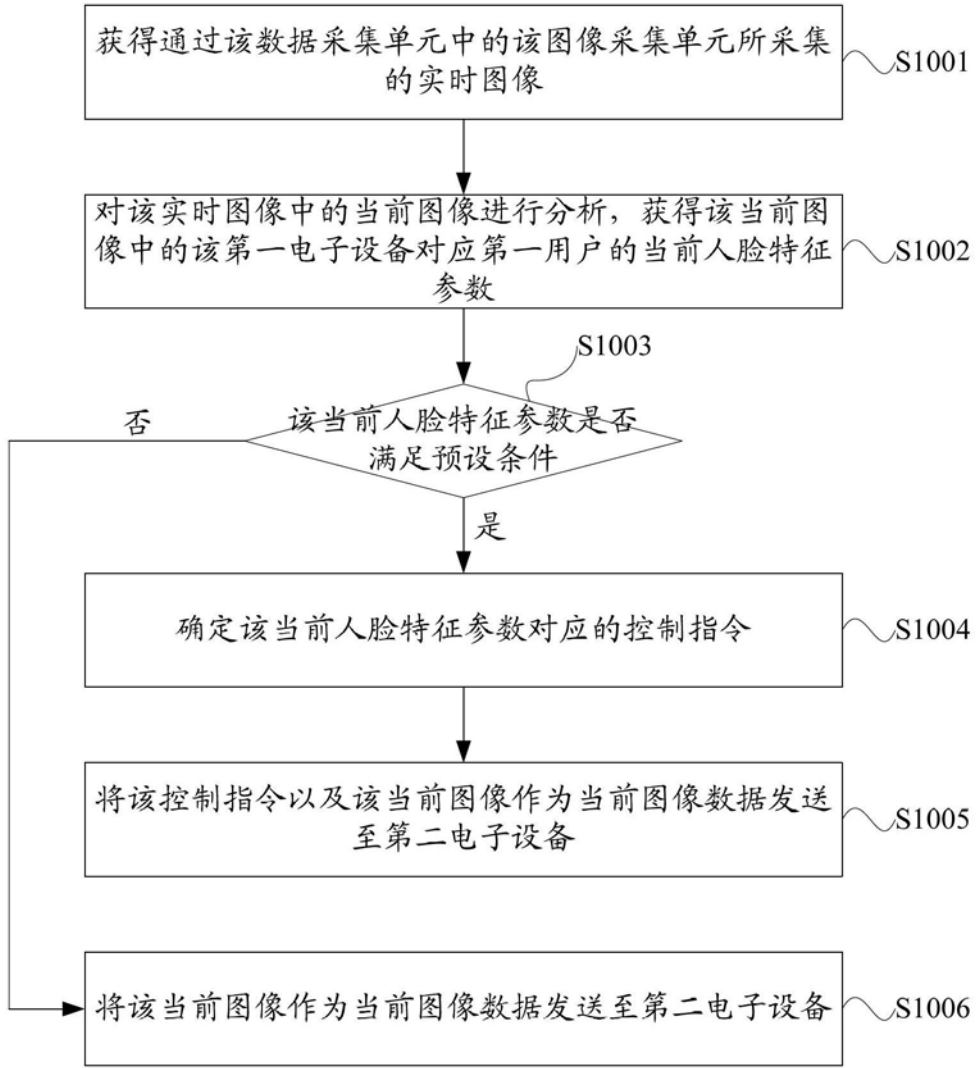 获得通过该数据采集单元中的该图像采集单元所采集
的实时图像
S1001
对该实时图像中的当前图像进行分析，获得该当前图
像中的该第一电子设备对应第一用户的当前人脸特征
参数
S1002
S1003
否
该当前人脸特征参数是否
满足预设条件
是
确定该当前人脸特征参数对应的控制指令
S1004
将该控制指令以及该当前图像作为当前图像数据发送
至第二电子设备
S1005
将该当前图像作为当前图像数据发送至第二电子设备
S1006